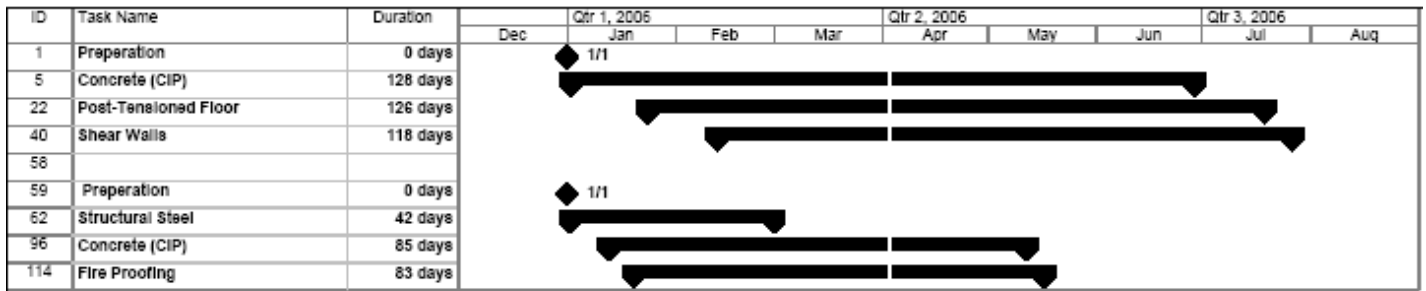 ID Task Name Duration Qtr 1, 2006 Qtr 2, 2006 Qtr 3, 2006
Dec Jan Feb Mar Apr May Jun Jul Aug
1 Preperation 0 days 1/1
5 Concrete (CIP) 128 days
22 Post-Tensioned Floor 126 days
40 Shear Walls 118 days
58
59 Preperation 0 days 1/1
62 Structural Steel 42 days
96 Concrete (CIP) 85 days
114 Fire Proofing 83 days